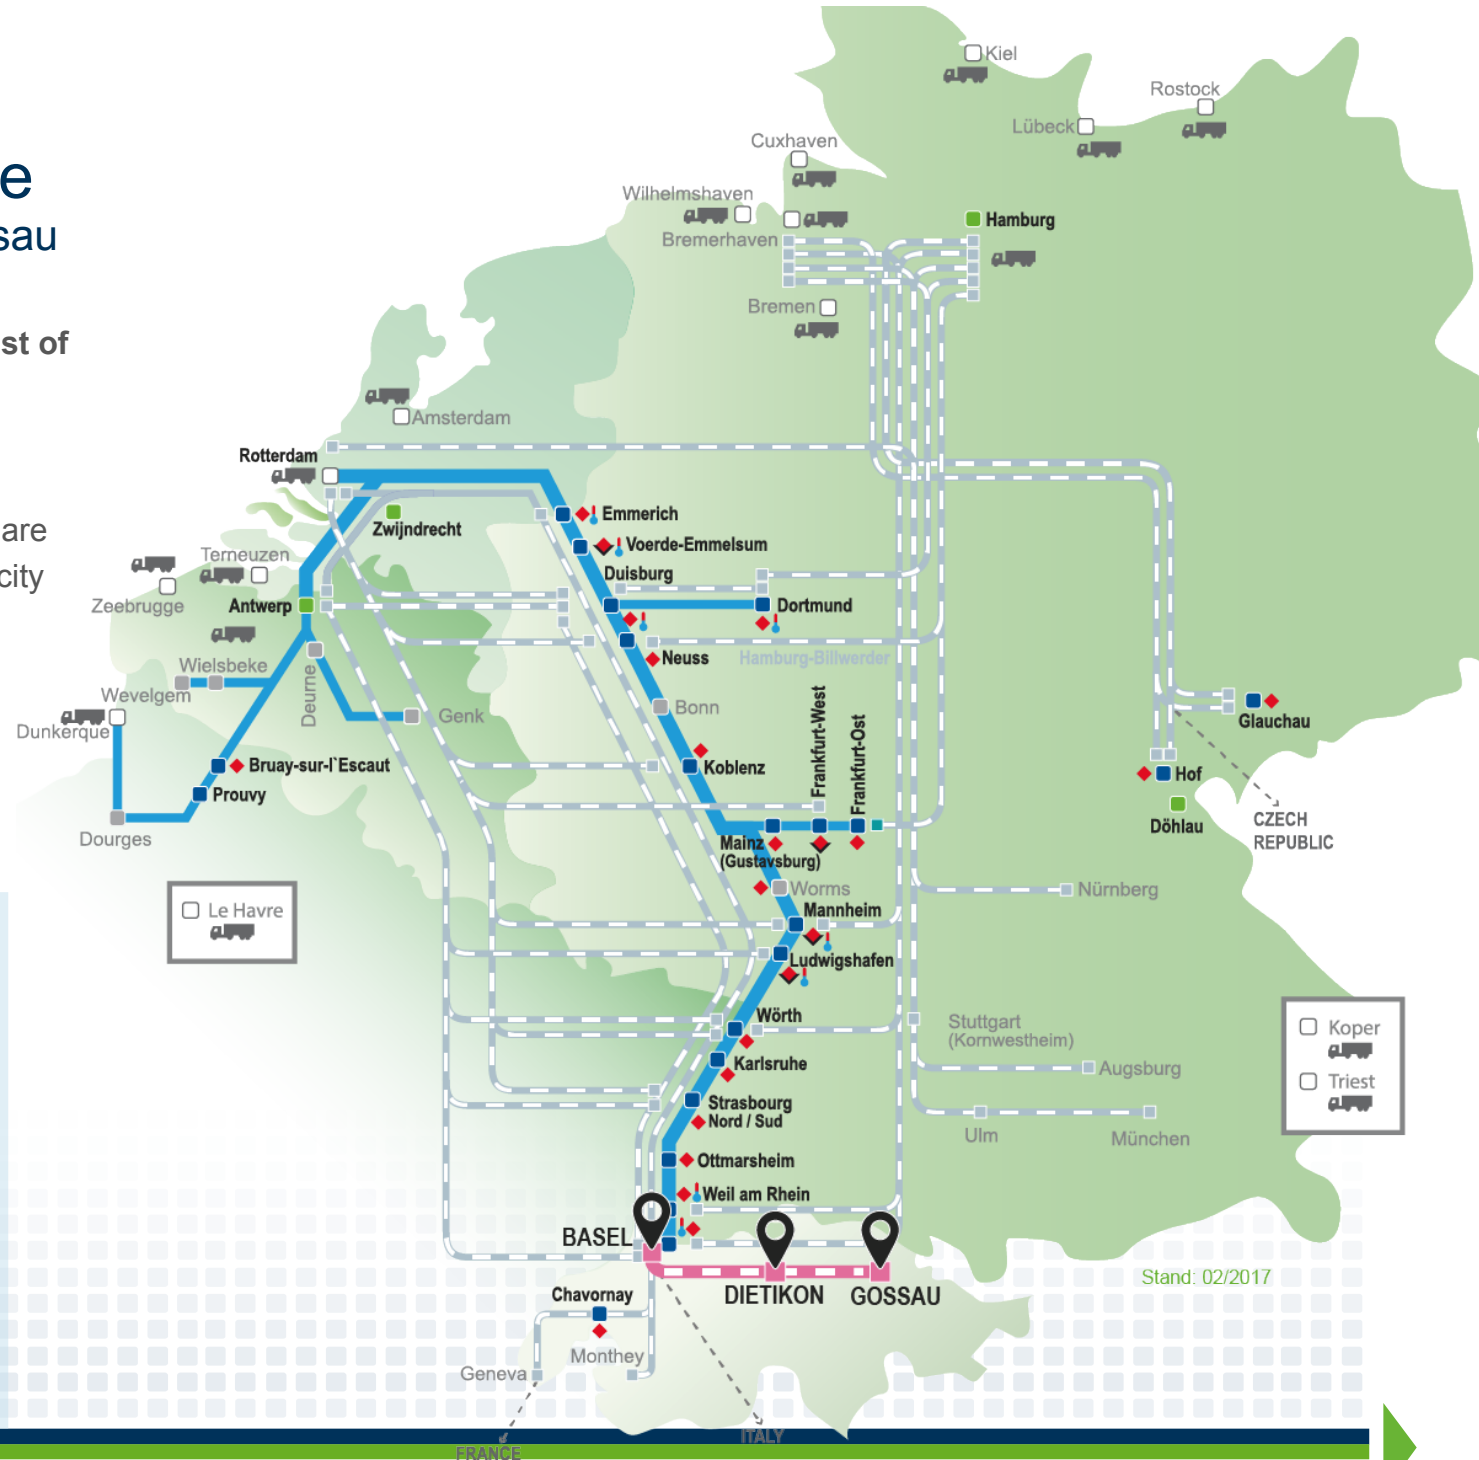 e
sau
st of
are
city
Kiel
Rostock
Lübeck
Cuxhaven
Wilhelmshaven
Hamburg
Bremerhaven
Bremen
Amsterdam
Rotterdam
Zwijndrecht
Emmerich
Voerde-Emmelsum
Duisburg
Terneuzen
Zeebrugge
Antwerp
Dortmund
Neuss
Hamburg-Billwerder
Wielsbeke
Wevelgem
Deurne
Genk
Dunkerque
Bonn
Frankfurt-West
Frankfurt-Ost
Glauchau
Bruay-sur-l`Escaut
Koblenz
Prouvy
Hof
Dourges
Döhlau
CZECH
REPUBLIC
Mainz
(Gustavsburg)
Worms
Nürnberg
Le Havre
Mannheim
Ludwigshafen
Wörth
Stuttgart
(Kornwestheim)
Koper
Karlsruhe
Augsburg
Triest
Strasbourg
Nord / Sud
Ulm
München
Ottmarsheim
Weil am Rhein
BASEL
Stand: 02/2017
Chavornay
DIETIKON
GOSSAU
Monthey
Geneva
ITALY
FRANCE